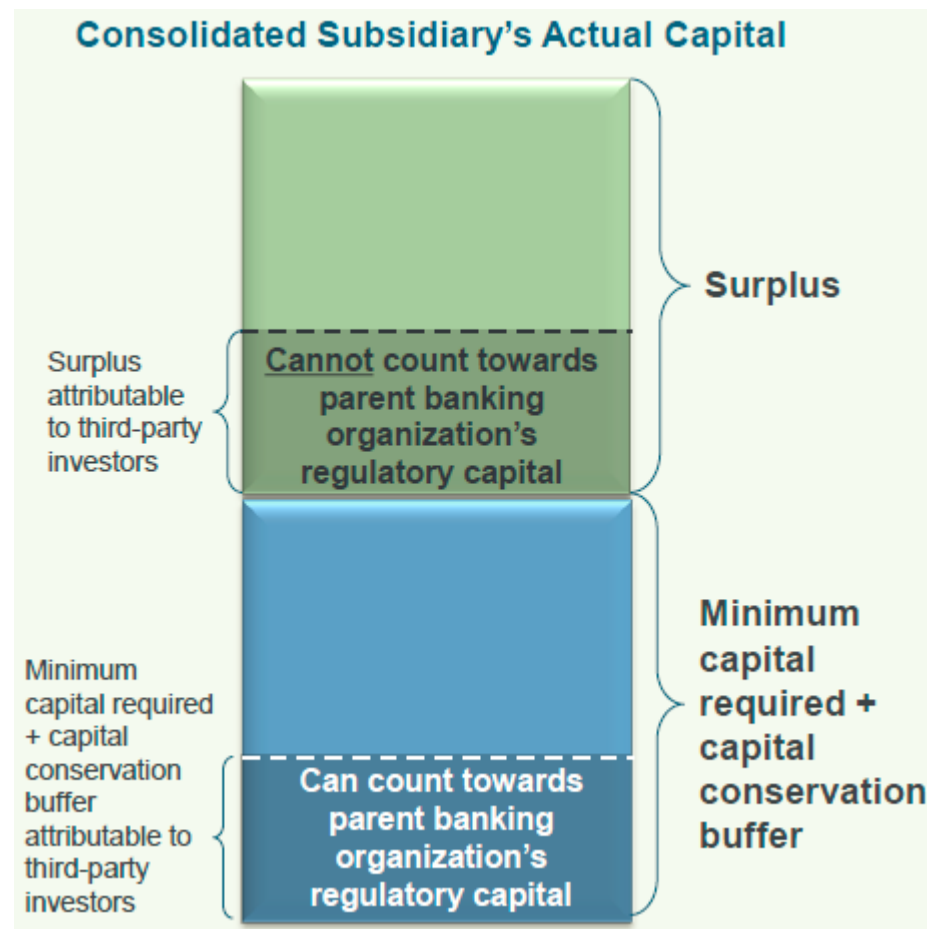 Consolidated Subsidiary's Actual Capital
Surplus
Surplus
attributable
to third-party
investors
Cannot count towards
parent banking
organization's
regulatory capital
Minimum
capital
required +
capital
conservation
buffer
Minimum
capital required
+ capital
conservation
buffer
attributable to
third-party
investors
Can count towards
parent banking
organization's
regulatory capital